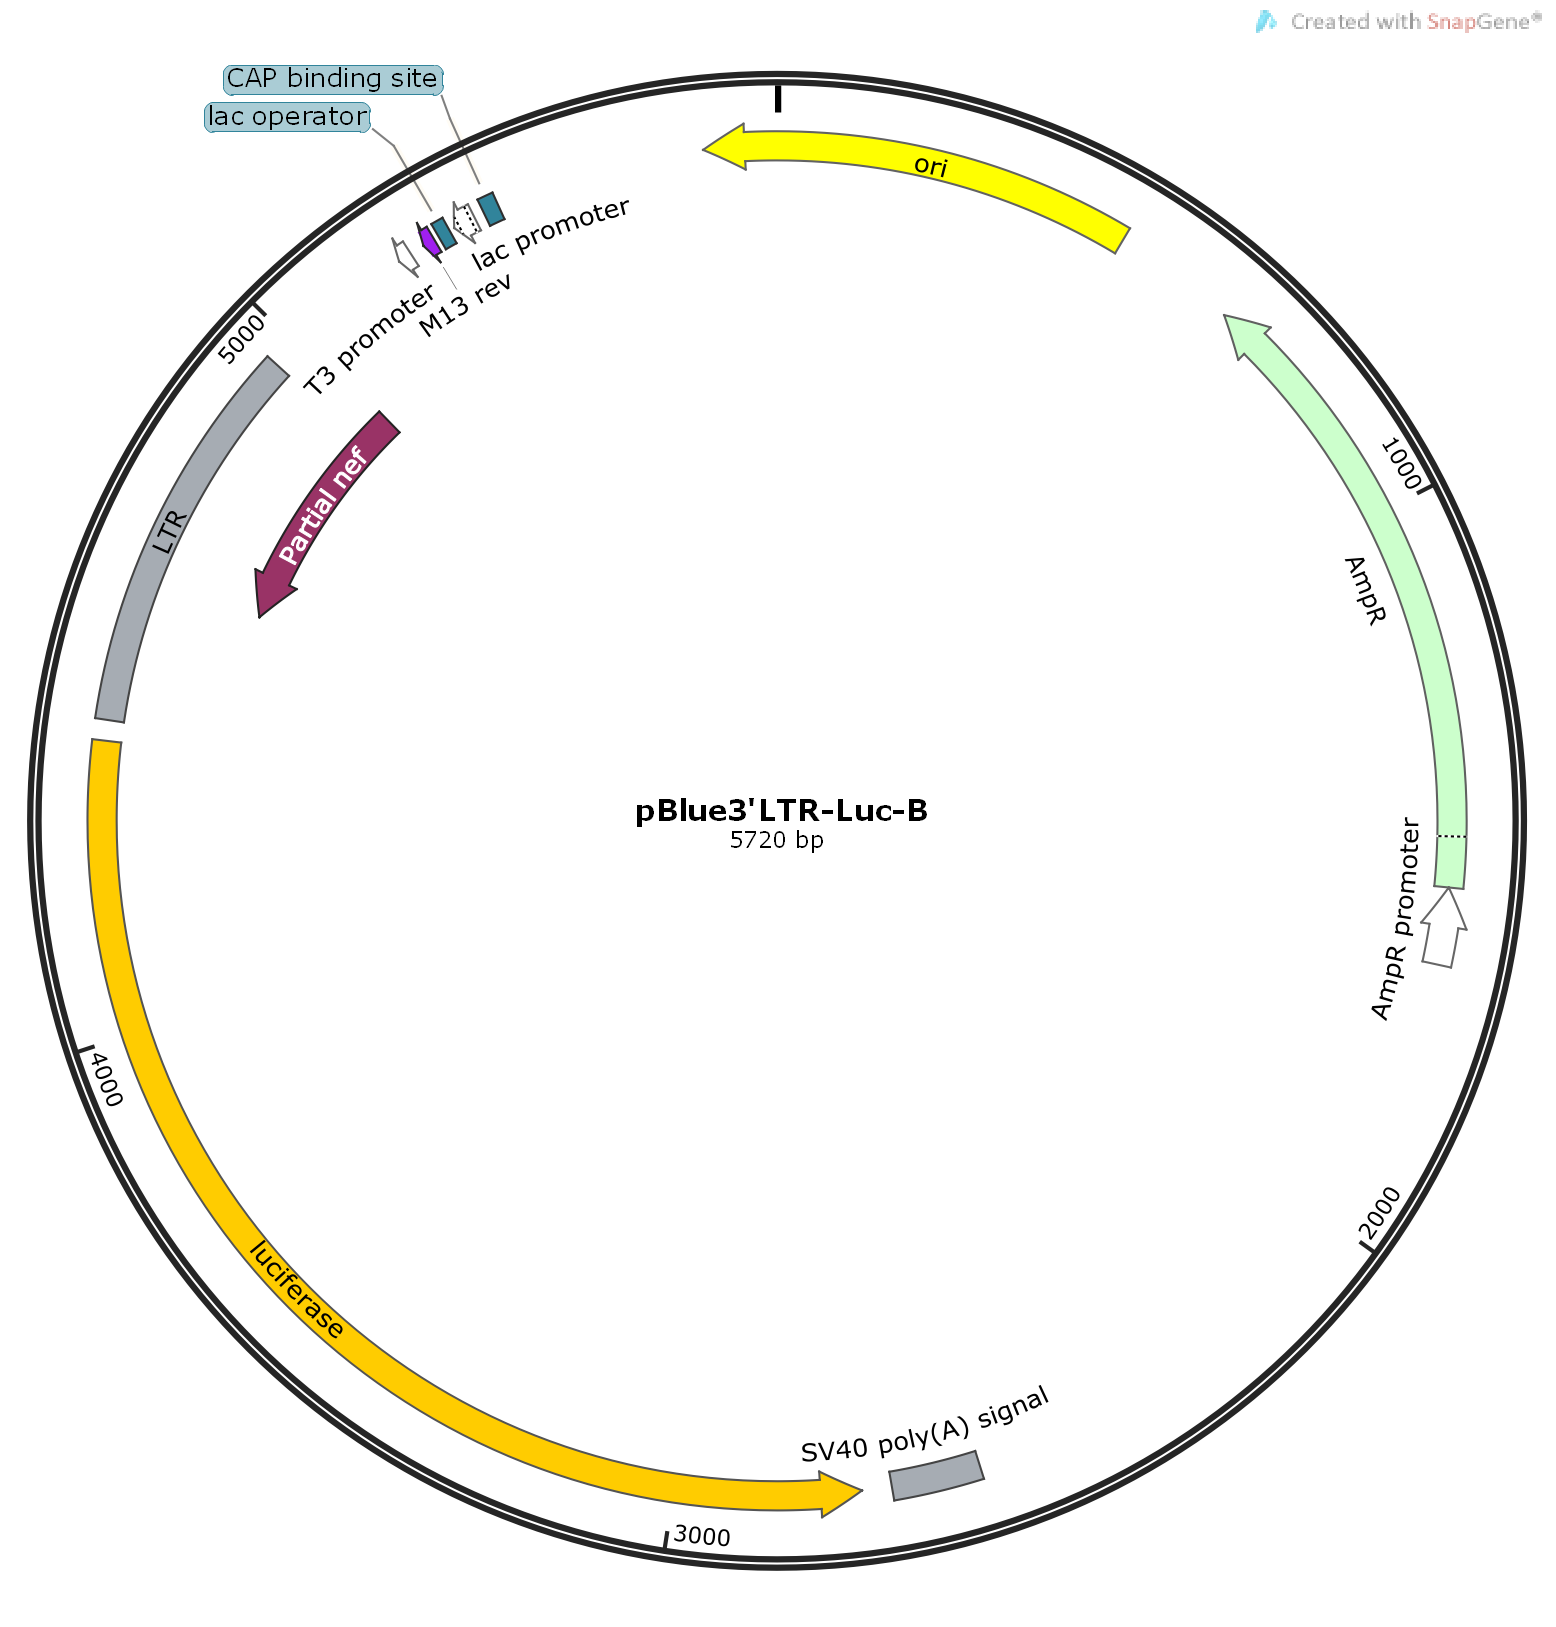 Created with SnapGene®
CAP binding site
lac operator
ori
lac promoter
M13 rev
T3 promoter
5000
1000
LTR
Partial nef
AmpR
pBlue3'LTR-Luc-B
5720 bp
AmpR promoter
4000
2000
luciferase
SV40 poly(A) signal
3000